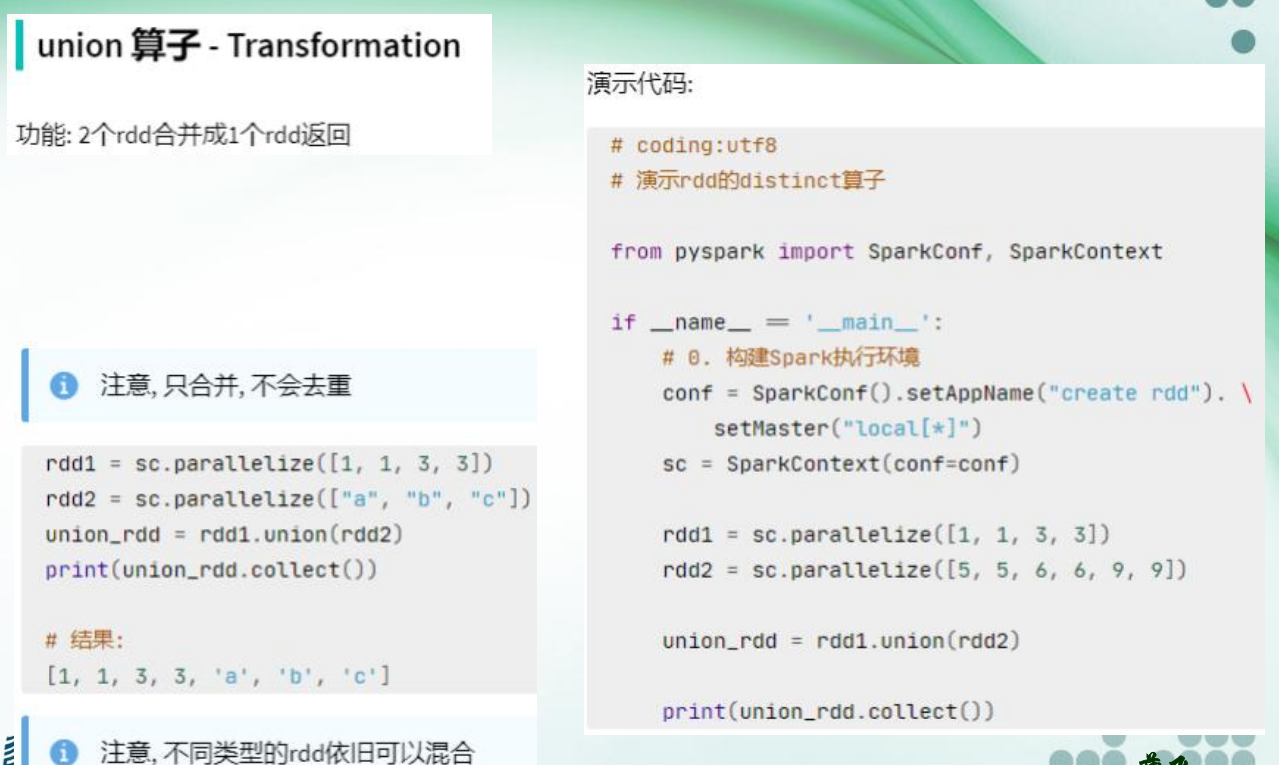 union 算子 - Transformation
功能: 2个rdd合并成1个rdd返回
注意, 只合并, 不会去重
rdd1 = sc.parallelize([1, 1, 3, 3])
rdd2 = sc.parallelize(["a", "b", "c"])
union_rdd = rdd1.union(rdd2)
print(union_rdd.collect())
# 结果:
[1, 1, 3, 3, 'a', 'b', 'c']
注意, 不同类型的rdd依旧可以混合
演示代码:
# coding:utf8
# 演示rdd的distinct算子
from pyspark import SparkConf, SparkContext
if __name__ == '__main__':
    # 0. 构建Spark执行环境
    conf = SparkConf().setAppName("create rdd"). \
        setMaster("local[*]")
    sc = SparkContext(conf=conf)
    rdd1 = sc.parallelize([1, 1, 3, 3])
    rdd2 = sc.parallelize([5, 5, 6, 6, 9, 9])
    union_rdd = rdd1.union(rdd2)
    print(union_rdd.collect())